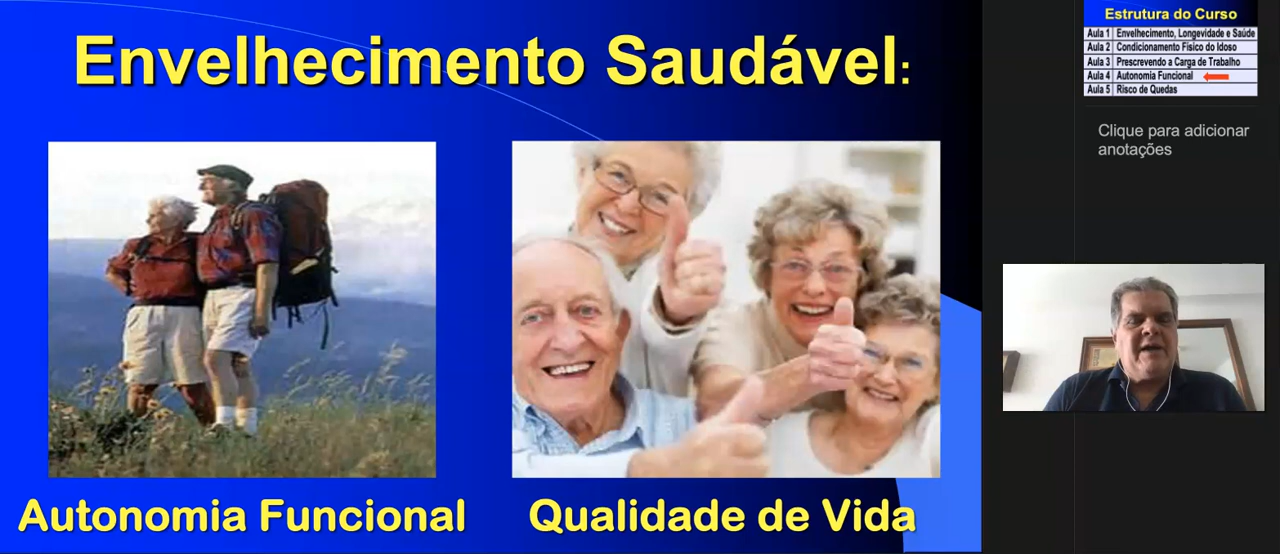 Envelhecimento Saudável:
Autonomia Funcional
Qualidade de Vida
Estrutura do Curso
Aula 1 Envelhecimento, Longevidade e Saúde
Aula 2 Condicionamento Físico do Idoso
Aula 3 Prescrevendo a Carga de Trabalho
Aula 4 Autonomia Funcional
Aula 5 Risco de Quedas
Clique para adicionar
anotações